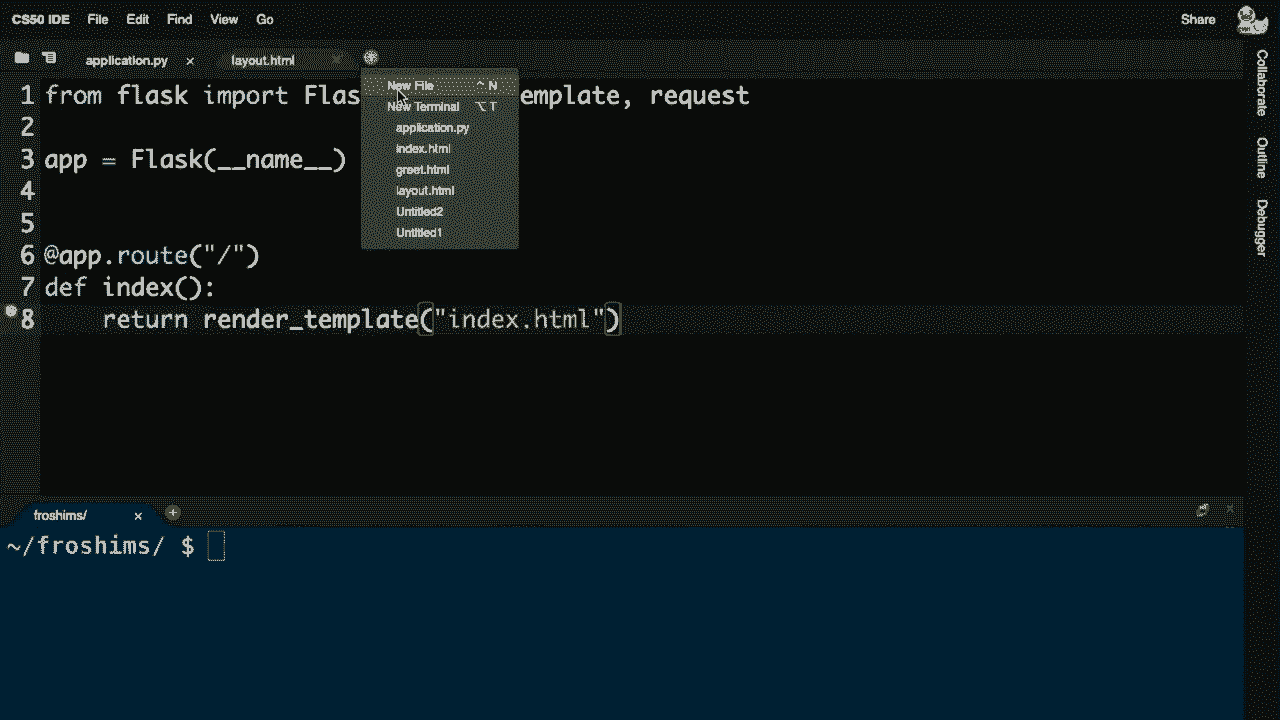 CS50 IDE File Edit Find View Go Share
application.py × layout.html ×
New File ^ N
New Terminal ⌥ T
application.py
index.html
greet.html
layout.html
Untitled2
Untitled1
1 from flask import Flas emplate, request
2
3 app = Flask(__name__)
4
5
6 @app.route("/")
7 def index():
8 return render_template("index.html")
Collaborate
Outline
Debugger
froshims/ × +
~/froshims/ $